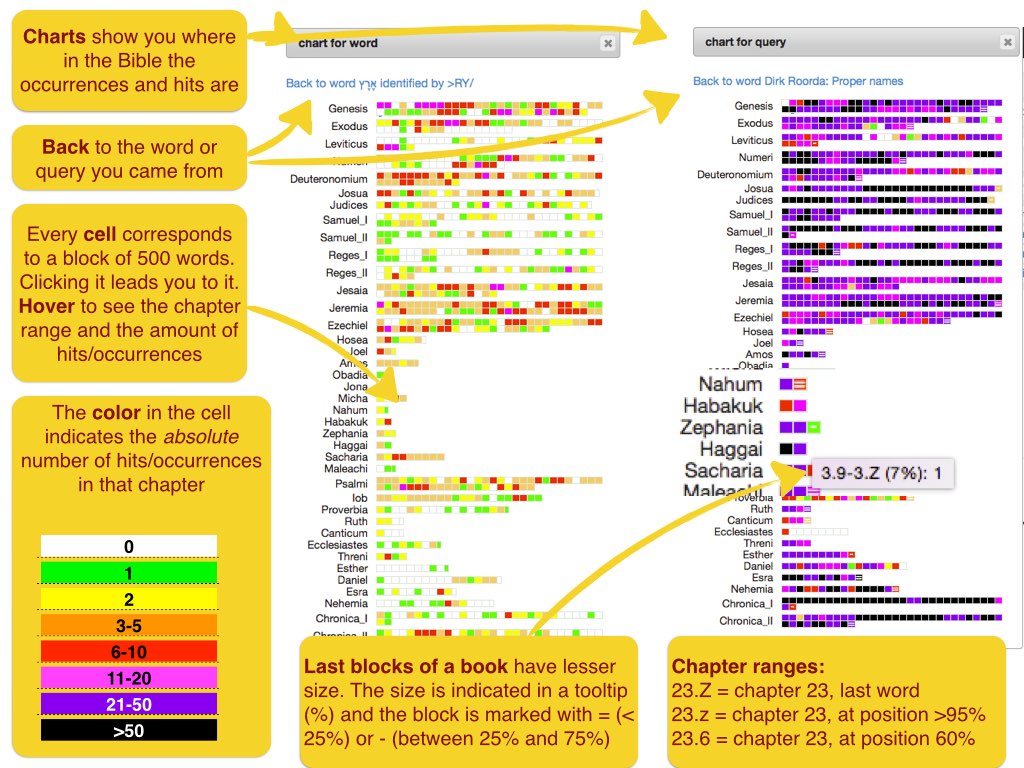 Charts show you where
in the Bible the
occurrences and hits are
Back to the word or
query you came from
Every cell corresponds
to a block of 500 words.
Clicking it leads you to it.
Hover to see the chapter
range and the amount of
hits/occurrences
The color in the cell
indicates the absolute
number of hits/occurrences
in that chapter
0
1
2
3-5
6-10
11-20
21-50
>50
chart for word
Back to word אֶרֶץ identified by >RY/
Genesis
Exodus
Leviticus
Numeri
Deuteronomium
Josua
Judices
Samuel_I
Samuel_II
Reges_I
Reges_II
Jesaia
Jeremia
Ezechiel
Hosea
Joel
Amos
Obadia
Jona
Micha
Nahum
Habakuk
Zephania
Haggai
Sacharia
Maleachi
Psalmi
Iob
Proverbia
Ruth
Canticum
Ecclesiastes
Threni
Esther
Daniel
Esra
Nehemia
Chronica_I
Chronica_II
chart for query
Back to word Dirk Roorda: Proper names
Genesis
Exodus
Leviticus
Numeri
Deuteronomium
Josua
Judices
Samuel_I
Samuel_II
Reges_I
Reges_II
Jesaia
Jeremia
Ezechiel
Hosea
Joel
Amos
Obadia
Nahum
Habakuk
Zephania
Haggai
Sacharia
3.9-3.Z (7%): 1
Maleachi
Proverbia
Ruth
Canticum
Ecclesiastes
Threni
Esther
Daniel
Esra
Nehemia
Chronica_I
Chronica_II
Last blocks of a book have lesser
size. The size is indicated in a tooltip
(%) and the block is marked with = (<
25%) or - (between 25% and 75%)
Chapter ranges:
23.Z = chapter 23, last word
23.z = chapter 23, at position >95%
23.6 = chapter 23, at position 60%